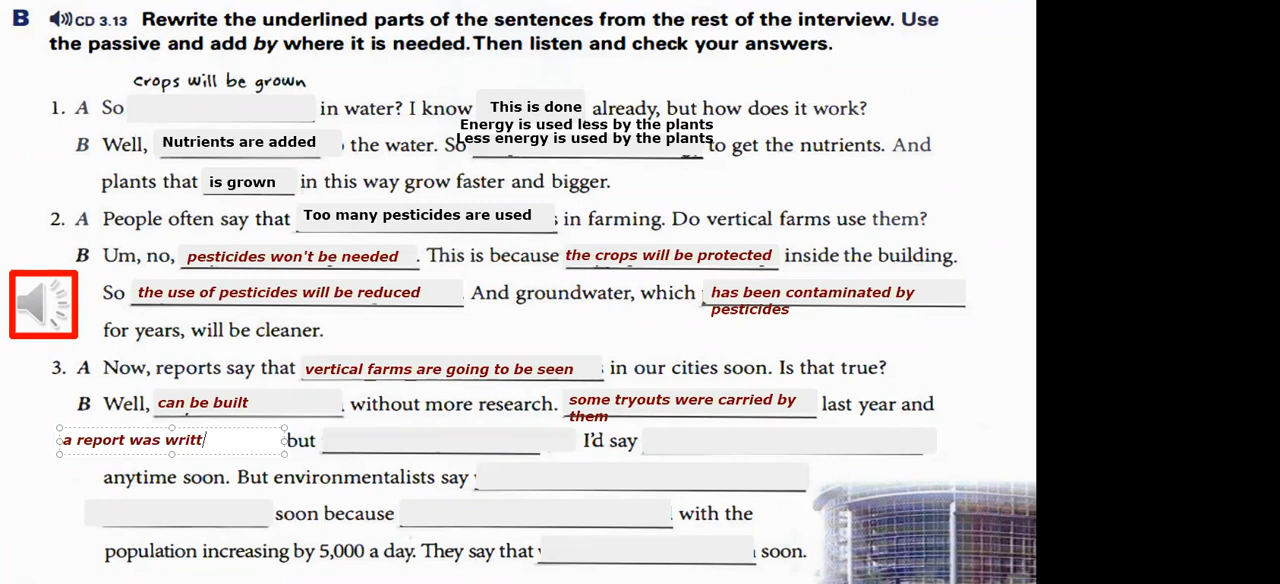 B CD 3.13 Rewrite the underlined parts of the sentences from the rest of the interview. Use
the passive and add by where it is needed. Then listen and check your answers.
crops will be grown
1. A So in water? I know This is done already, but how does it work?
Energy is used less by the plants
B Well, Nutrients are added the water. So Less energy is used by the plants to get the nutrients. And
plants that is grown in this way grow faster and bigger.
2. A People often say that Too many pesticides are used in farming. Do vertical farms use them?
B Um, no, pesticides won't be needed . This is because the crops will be protected inside the building.
So the use of pesticides will be reduced And groundwater, which has been contaminated by
pesticides
for years, will be cleaner.
3. A Now, reports say that vertical farms are going to be seen in our cities soon. Is that true?
B Well, can be built without more research. some tryouts were carried by
them last year and
a report was writt but I'd say
anytime soon. But environmentalists say
soon because with the
population increasing by 5,000 a day. They say that soon.